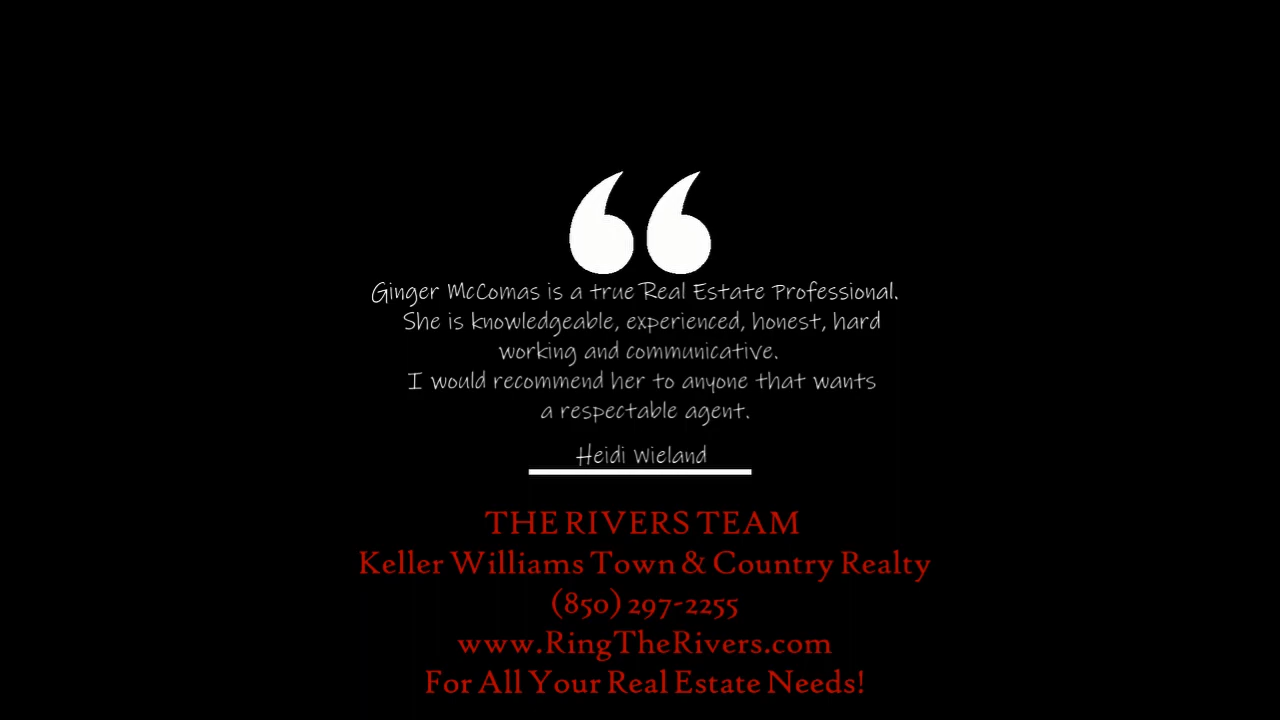 Ginger McComas is a true Real Estate Professional.
She is knowledgeable, experienced, honest, hard
working and communicative.
I would recommend her to anyone that wants
a respectable agent.
Heidi Wieland
THE RIVERS TEAM
Keller Williams Town & Country Realty
(850) 297-2255
www.RingTheRivers.com
For All Your Real Estate Needs!